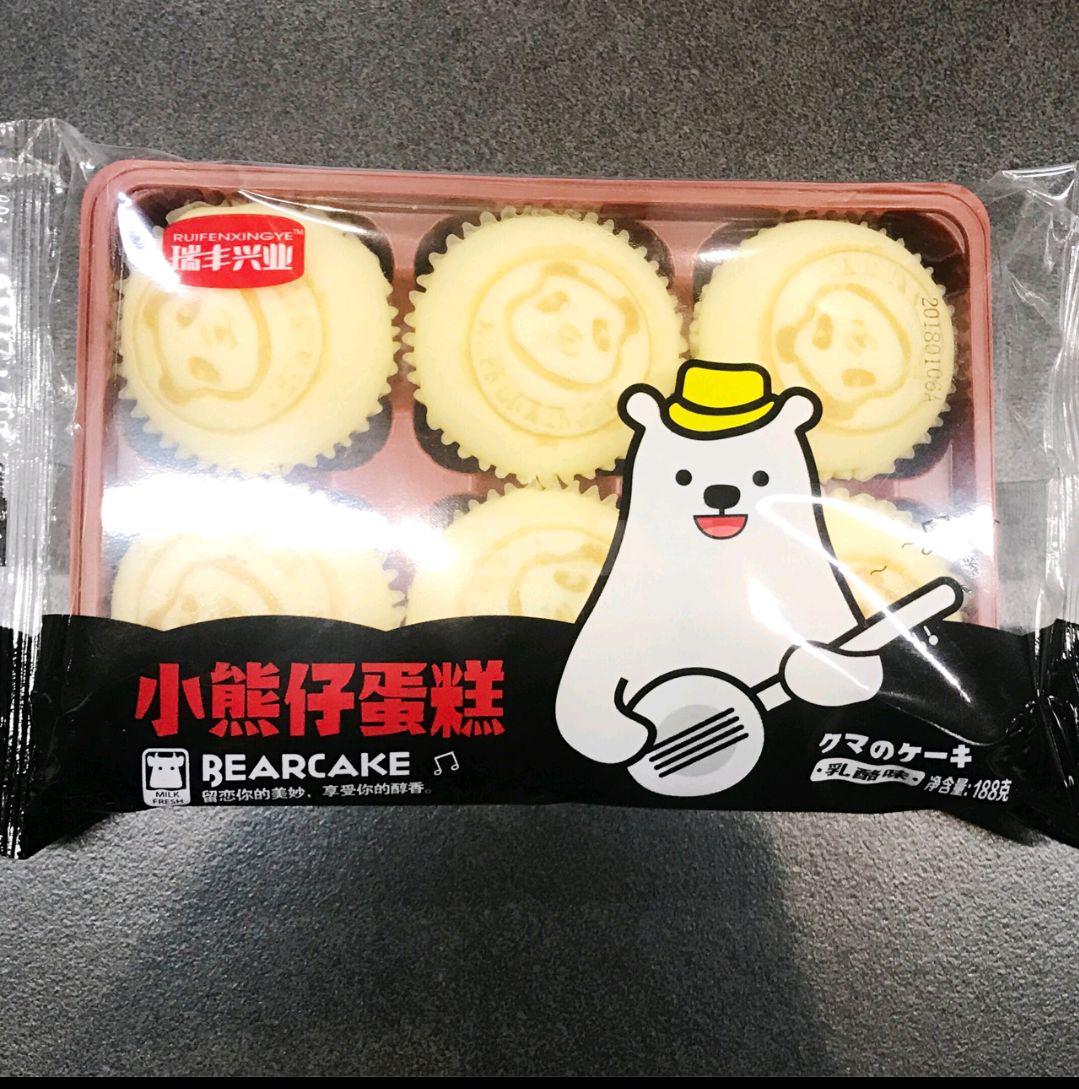 RUIFENXINGYE™
瑞丰兴业
20180106A
小熊仔蛋糕
BEARCAKE
MILK
FRESH
留恋你的美妙，享受你的醇香。
クマのケーキ
·乳酪味·
净含量:188克